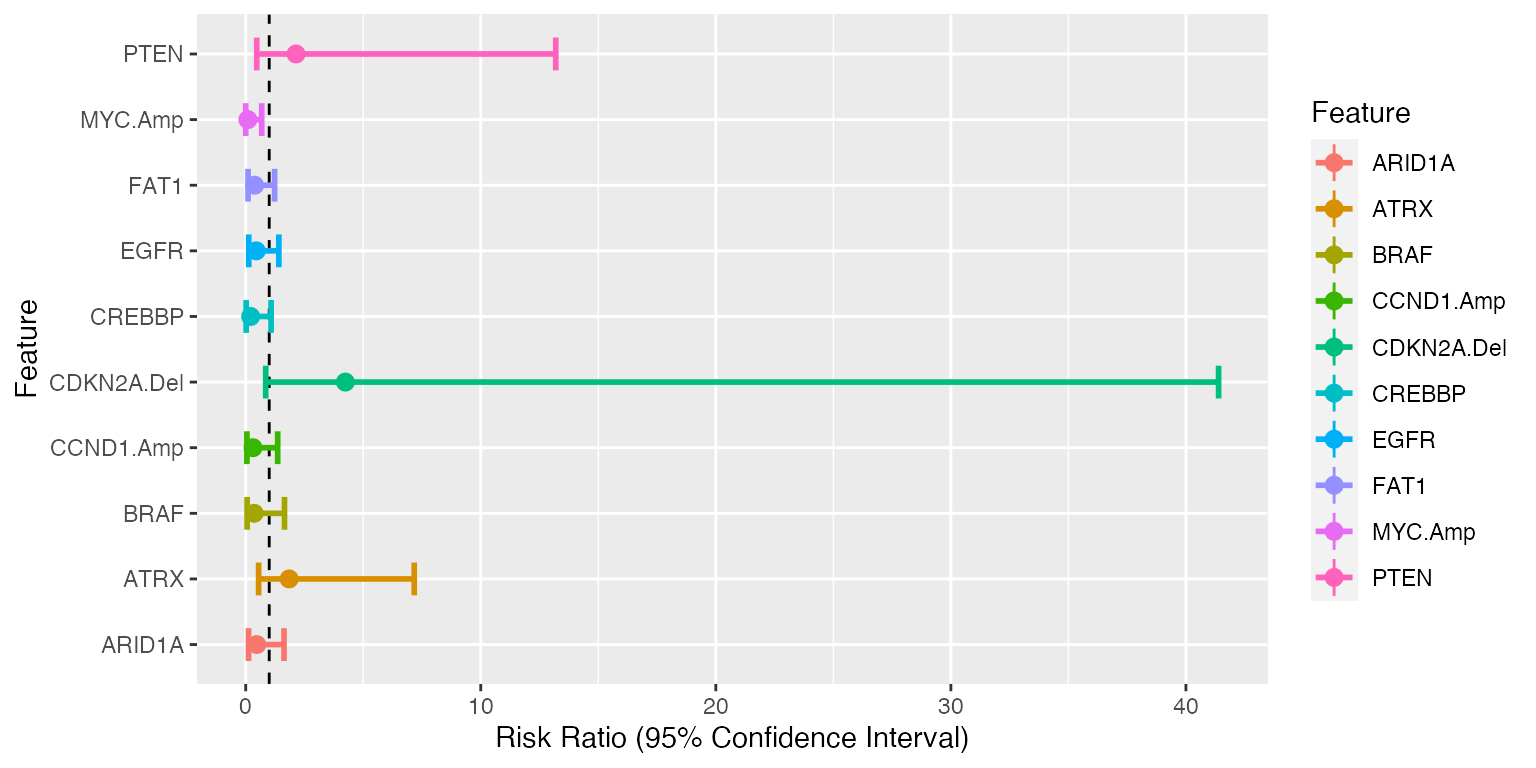 PTEN
MYC.Amp
FAT1
EGFR
CREBBP
CDKN2A.Del
CCND1.Amp
BRAF
ATRX
ARID1A
Feature
0 10 20 30 40
Risk Ratio (95% Confidence Interval)
Feature
ARID1A
ATRX
BRAF
CCND1.Amp
CDKN2A.Del
CREBBP
EGFR
FAT1
MYC.Amp
PTEN